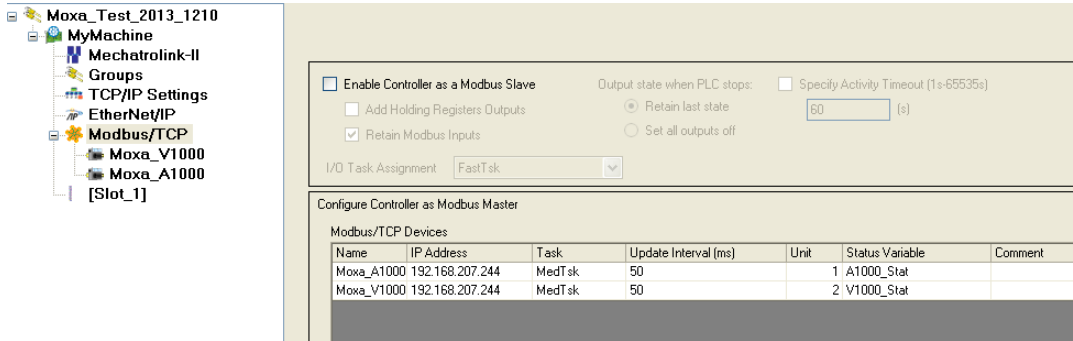 Moxa_Test_2013_1210
MyMachine
Mechatrolink-II
Groups
TCP/IP Settings
EtherNet/IP
Modbus/TCP
Moxa_V1000
Moxa_A1000
[Slot_1]
Enable Controller as a Modbus Slave
Output state when PLC stops:
Specify Activity Timeout (1s-65535s)
Add Holding Registers Outputs
Retain last state
60 (s)
Retain Modbus Inputs
Set all outputs off
I/O Task Assignment FastTsk
Configure Controller as Modbus Master
Modbus/TCP Devices
Name IP Address Task Update Interval (ms) Unit Status Variable Comment
Moxa_A1000 192.168.207.244 MedTsk 50 1 A1000_Stat
Moxa_V1000 192.168.207.244 MedTsk 50 2 V1000_Stat